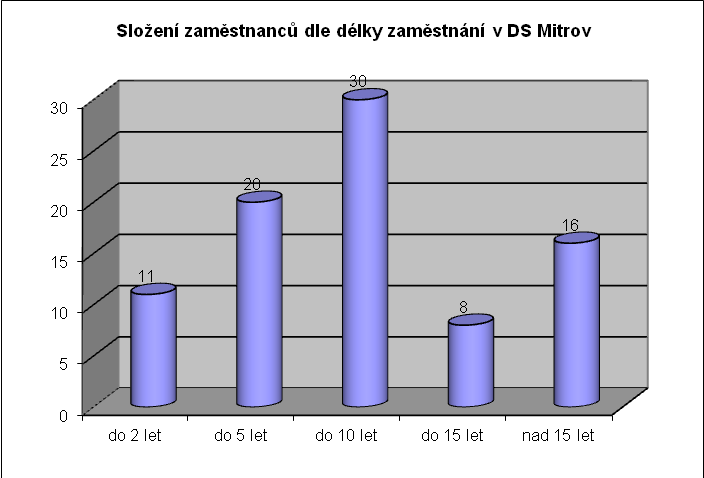 Složení zaměstnanců dle délky zaměstnání v DS Mitrov
30
25
20
15
10
5
0
11
20
30
8
16
do 2 let
do 5 let
do 10 let
do 15 let
nad 15 let